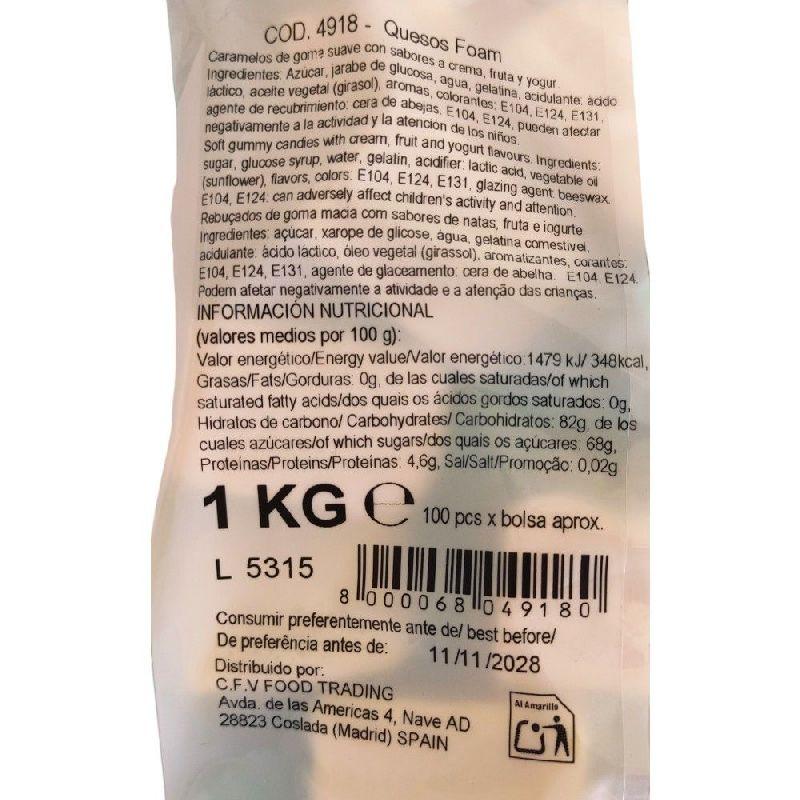 COD. 4918 - Quesos Foam
Caramelos de goma suave con sabores a crema, fruta y yogur.
Ingredientes: Azúcar, jarabe de glucosa, agua, gelatina, acidulante: ácido
láctico, aceite vegetal (girasol), aromas, colorantes: E104, E124, E131,
agente de recubrimiento: cera de abejas. E104, E124, pueden afectar
negativamente a la actividad y la atencion de los niños.
Soft gummy candies with cream, fruit and yogurt flavours. Ingredients:
sugar, glucose syrup, water, gelatin, acidifier: lactic acid, vegetable oil
(sunflower), flavors, colors: E104, E124, E131, glazing agent: beeswax.
E104, E124: can adversely affect children's activity and attention.
Rebuçados de goma macia com sabores de natas, fruta e iogurte
Ingredientes: açúcar, xarope de glicose, água, gelatina comestível,
acidulante: ácido láctico, óleo vegetal (girassol), aromatizantes, corantes:
E104, E124, E131, agente de glaceamento: cera de abelha. E104, E124.
Podem afetar negativamente a atividade e a atenção das crianças.
INFORMACIÓN NUTRICIONAL
(valores medios por 100 g):
Valor energético/Energy value/Valor energético:1479 kJ/ 348kcal,
Grasas/Fats/Gorduras: 0g, de las cuales saturadas/of which
saturated fatty acids/dos quais os ácidos gordos saturados: 0g,
Hidratos de carbono/ Carbohydrates/ Carbohidratos: 82g, de los
cuales azúcares/of which sugars/dos quais os açúcares: 68g,
Proteínas/Proteins/Proteínas: 4,6g, Sal/Salt/Promoção: 0,02g
1 KG e 100 pcs x bolsa aprox.
L 5315
8 000068 049180
Consumir preferentemente ante de/ best before/
De preferência antes de: 11/11/2028
Distribuido por:
C.F.V FOOD TRADING
Avda. de las Americas 4, Nave AD
28823 Coslada (Madrid) SPAIN
Al Amarillo